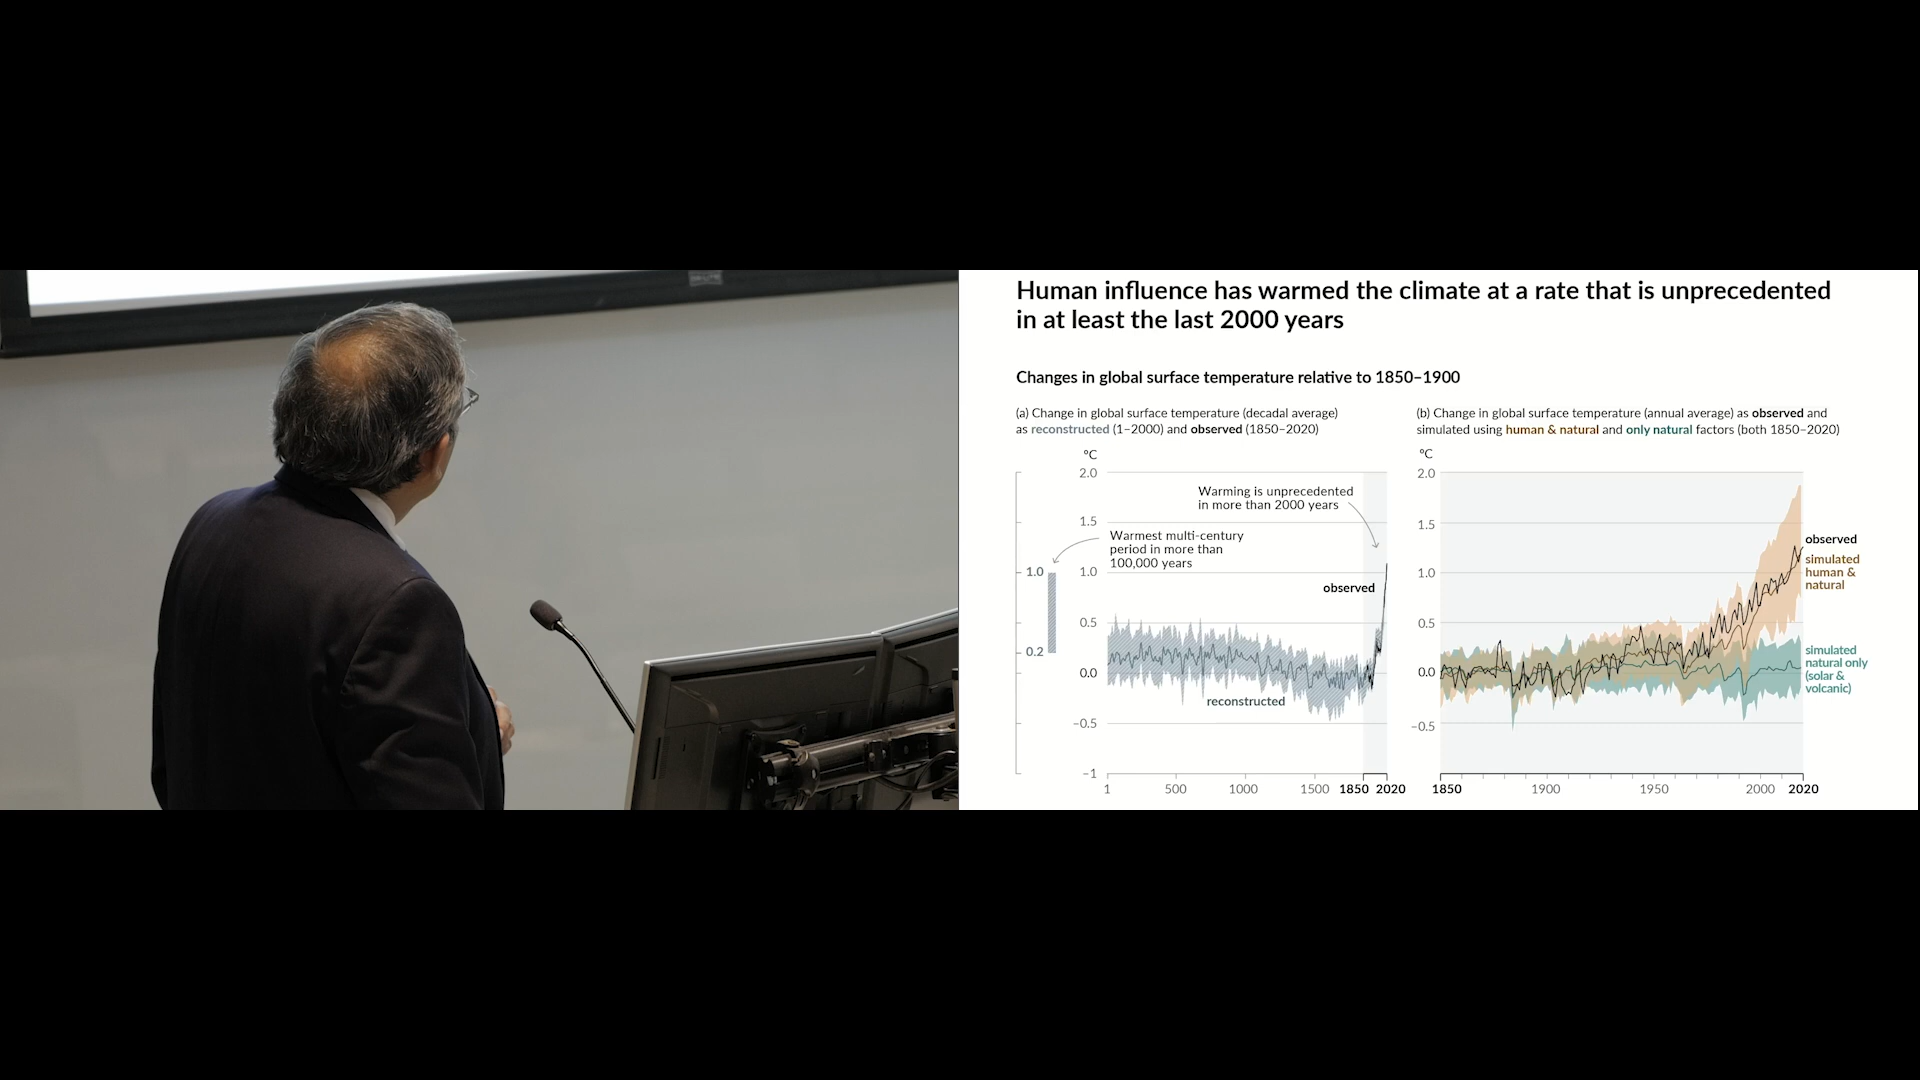 Human influence has warmed the climate at a rate that is unprecedented
in at least the last 2000 years
Changes in global surface temperature relative to 1850–1900
(a) Change in global surface temperature (decadal average)
as reconstructed (1–2000) and observed (1850–2020)
ºC
2.0
1.5
1.0
0.5
0.0
–0.5
–1
1.0
0.2
Warming is unprecedented
in more than 2000 years
Warmest multi-century
period in more than
100,000 years
observed
reconstructed
1 500 1000 1500 1850 2020
(b) Change in global surface temperature (annual average) as observed and
simulated using human & natural and only natural factors (both 1850–2020)
ºC
2.0
1.5
1.0
0.5
0.0
–0.5
observed
simulated
human &
natural
simulated
natural only
(solar &
volcanic)
1850 1900 1950 2000 2020